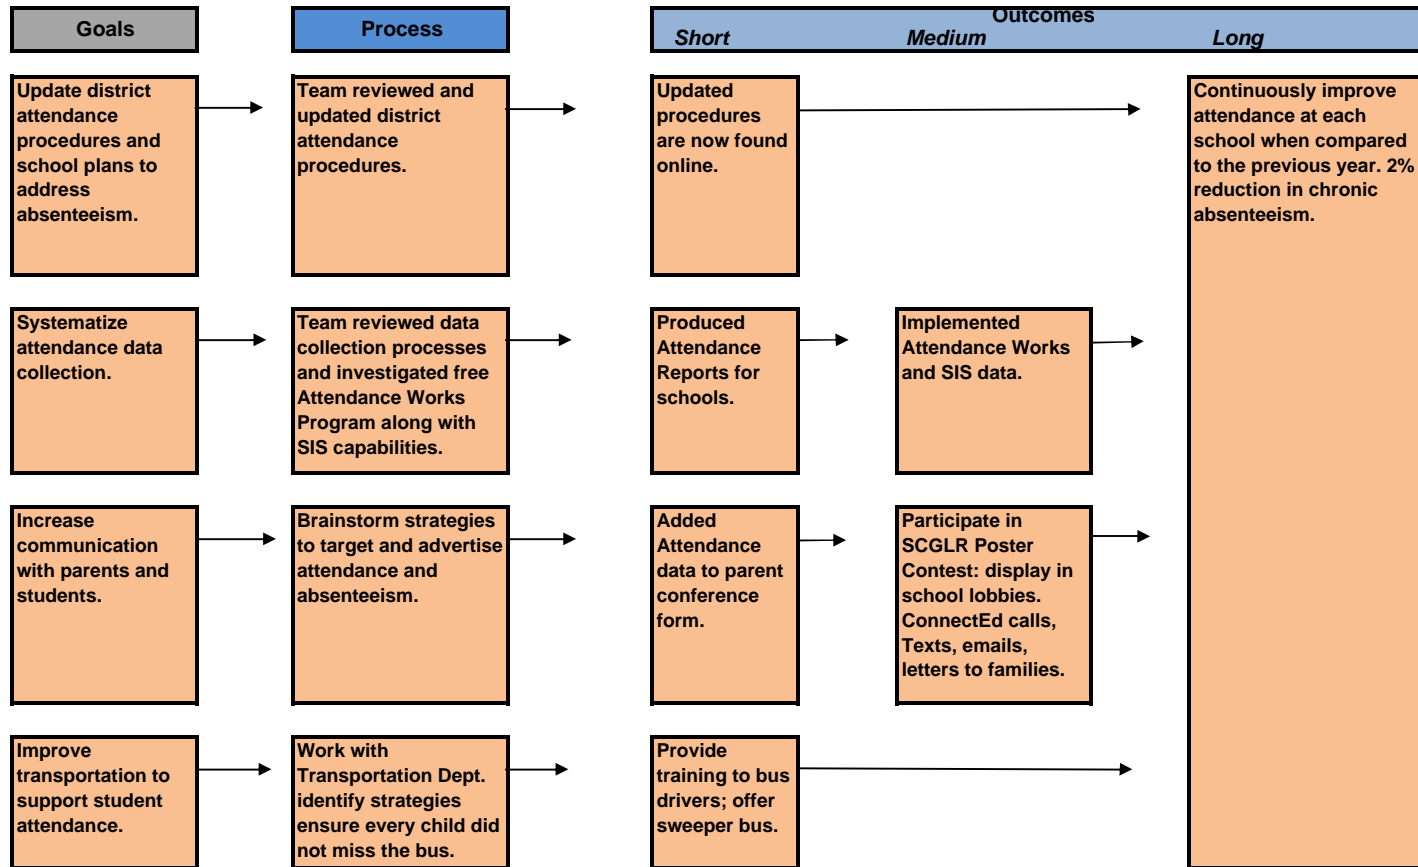 Goals
Process
Outcomes
Short Medium Long
Update district
attendance
procedures and
school plans to
address
absenteeism.
Team reviewed and
updated district
attendance
procedures.
Updated
procedures
are now found
online.
Continuously improve
attendance at each
school when compared
to the previous year. 2%
reduction in chronic
absenteeism.
Systematize
attendance data
collection.
Team reviewed data
collection processes
and investigated free
Attendance Works
Program along with
SIS capabilities.
Produced
Attendance
Reports for
schools.
Implemented
Attendance Works
and SIS data.
Increase
communication
with parents and
students.
Brainstorm strategies
to target and advertise
attendance and
absenteeism.
Added
Attendance
data to parent
conference
form.
Participate in
SCGLR Poster
Contest: display in
school lobbies.
ConnectEd calls,
Texts, emails,
letters to families.
Improve
transportation to
support student
attendance.
Work with
Transportation Dept.
identify strategies
ensure every child did
not miss the bus.
Provide
training to bus
drivers; offer
sweeper bus.